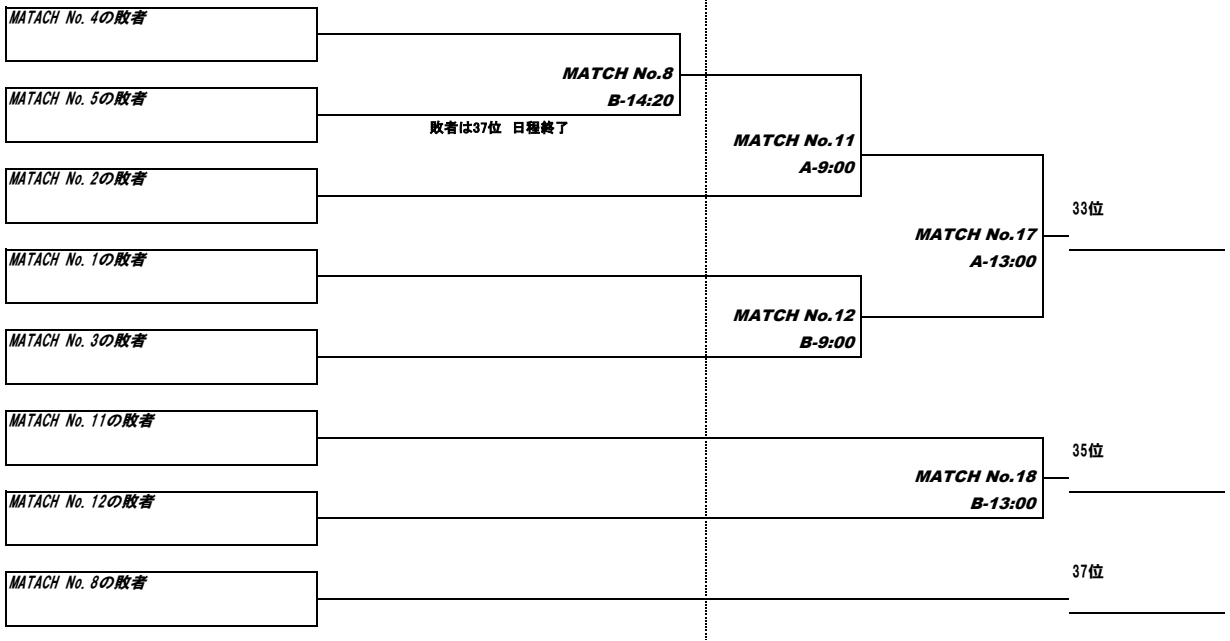 MATACH No. 4の敗者
MATCH No.8
B-14:20
MATACH No. 5の敗者
敗者は37位 日程終了
MATCH No.11
A-9:00
MATACH No. 2の敗者
33位
MATCH No.17
A-13:00
MATACH No. 1の敗者
MATCH No.12
B-9:00
MATACH No. 3の敗者
MATACH No. 11の敗者
35位
MATCH No.18
B-13:00
MATACH No. 12の敗者
37位
MATACH No. 8の敗者